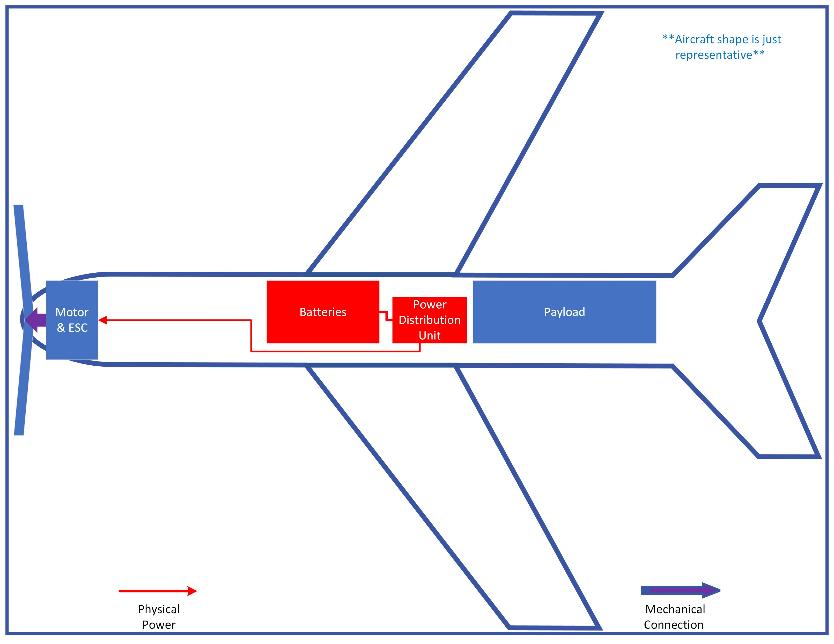 **Aircraft shape is just
representative**
Motor
& ESC
Batteries
Power
Distribution
Unit
Payload
Physical
Power
Mechanical
Connection